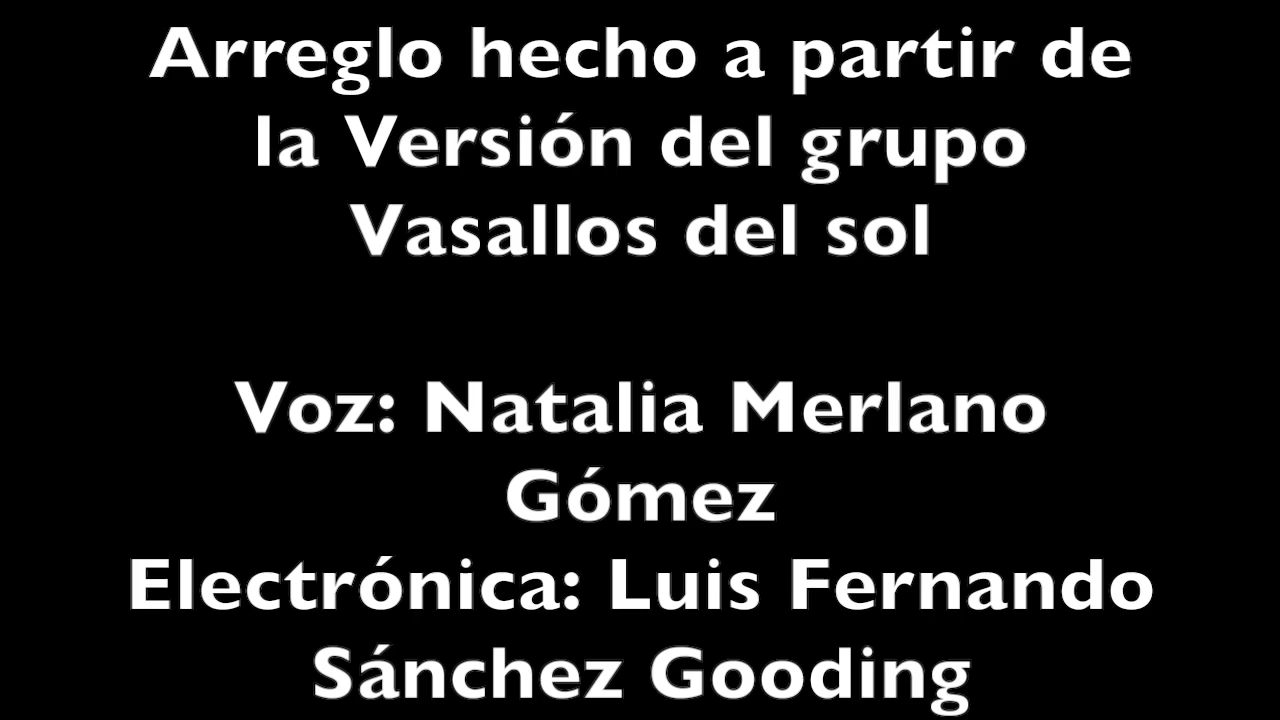 Arreglo hecho a partir de
la Versión del grupo
Vasallos del sol
Voz: Natalia Merlano
Gómez
Electrónica: Luis Fernando
Sánchez Gooding